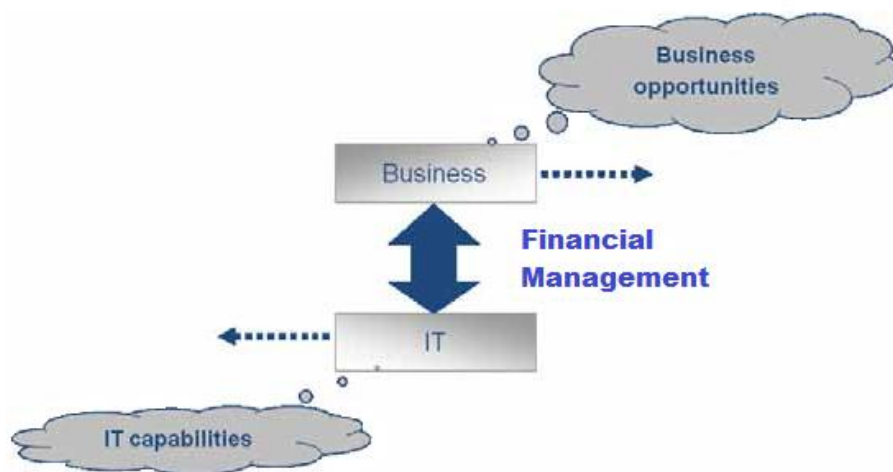 Business
opportunities
Business
Financial
Management
IT
IT capabilities